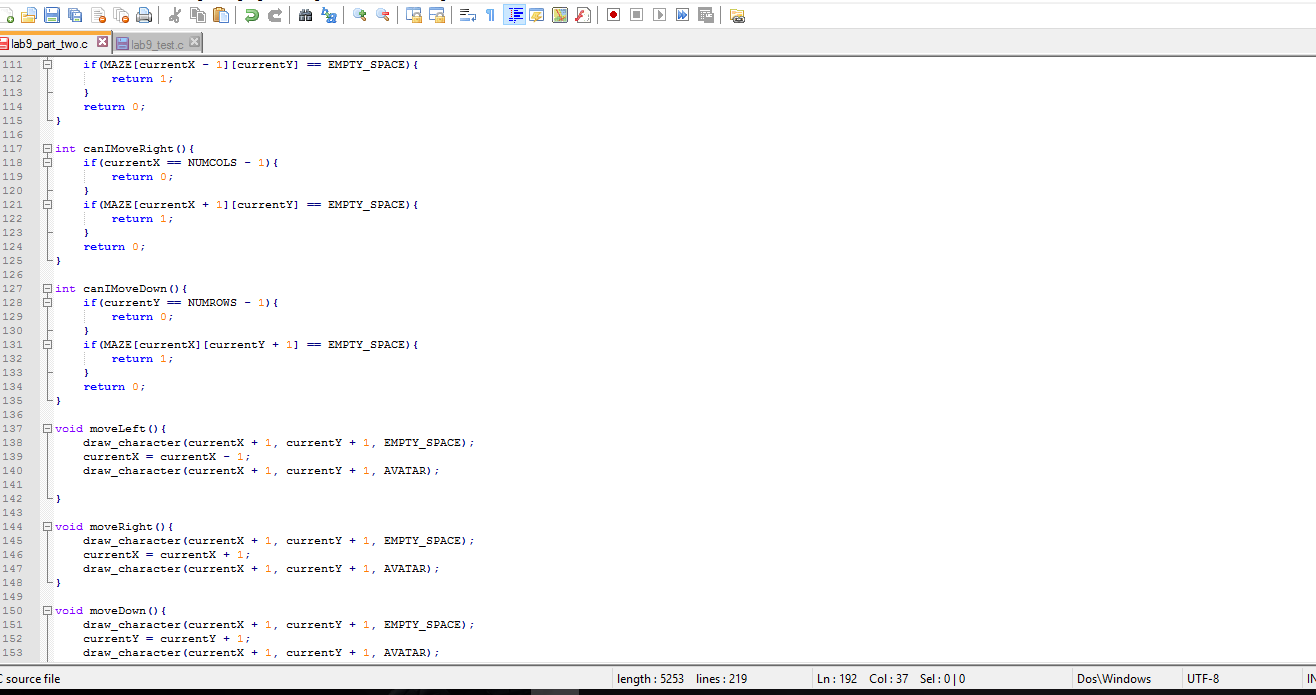 lab9_part_two.c lab9_test.c
111 if(MAZE[currentX - 1][currentY] == EMPTY_SPACE){
112 return 1;
113 }
114 return 0;
115 }
116
117 int canIMoveRight(){
118 if(currentX == NUMCOLS - 1){
119 return 0;
120 }
121 if(MAZE[currentX + 1][currentY] == EMPTY_SPACE){
122 return 1;
123 }
124 return 0;
125 }
126
127 int canIMoveDown(){
128 if(currentY == NUMROWS - 1){
129 return 0;
130 }
131 if(MAZE[currentX][currentY + 1] == EMPTY_SPACE){
132 return 1;
133 }
134 return 0;
135 }
136
137 void moveLeft(){
138 draw_character(currentX + 1, currentY + 1, EMPTY_SPACE);
139 currentX = currentX - 1;
140 draw_character(currentX + 1, currentY + 1, AVATAR);
141
142 }
143
144 void moveRight(){
145 draw_character(currentX + 1, currentY + 1, EMPTY_SPACE);
146 currentX = currentX + 1;
147 draw_character(currentX + 1, currentY + 1, AVATAR);
148 }
149
150 void moveDown(){
151 draw_character(currentX + 1, currentY + 1, EMPTY_SPACE);
152 currentY = currentY + 1;
153 draw_character(currentX + 1, currentY + 1, AVATAR);
C source file length : 5253 lines : 219 Ln : 192 Col : 37 Sel : 0 | 0 Dos\Windows UTF-8 IN